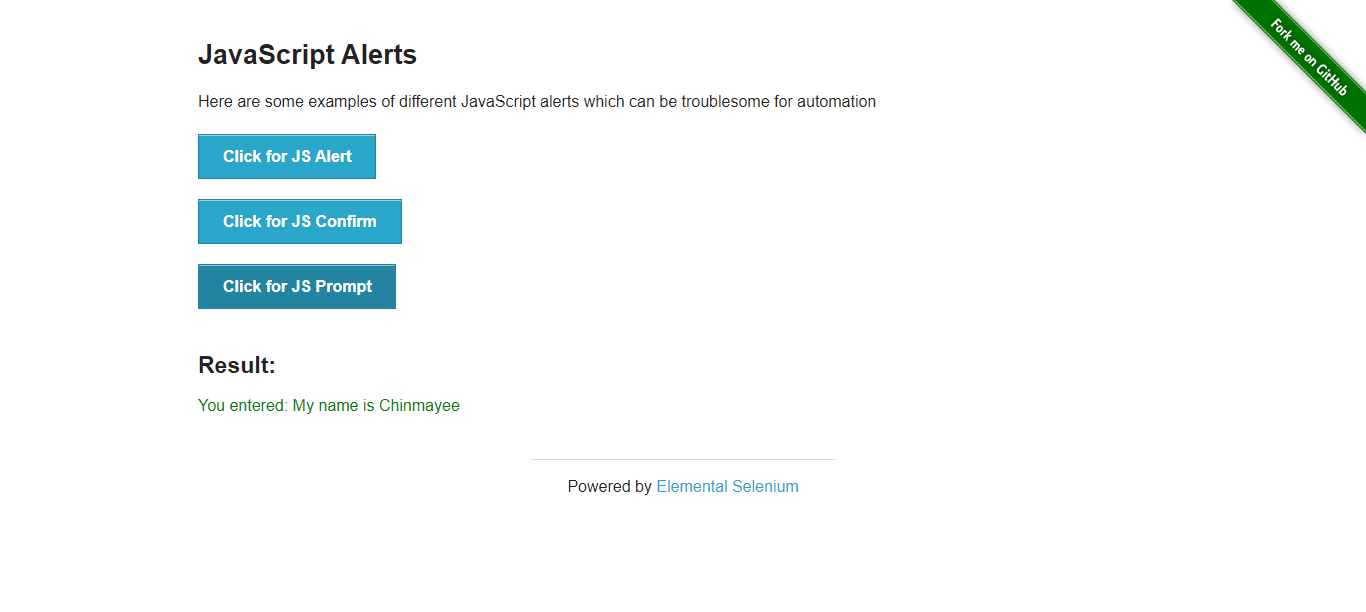 Fork me on GitHub
JavaScript Alerts
Here are some examples of different JavaScript alerts which can be troublesome for automation
Click for JS Alert
Click for JS Confirm
Click for JS Prompt
Result:
You entered: My name is Chinmayee
Powered by Elemental Selenium